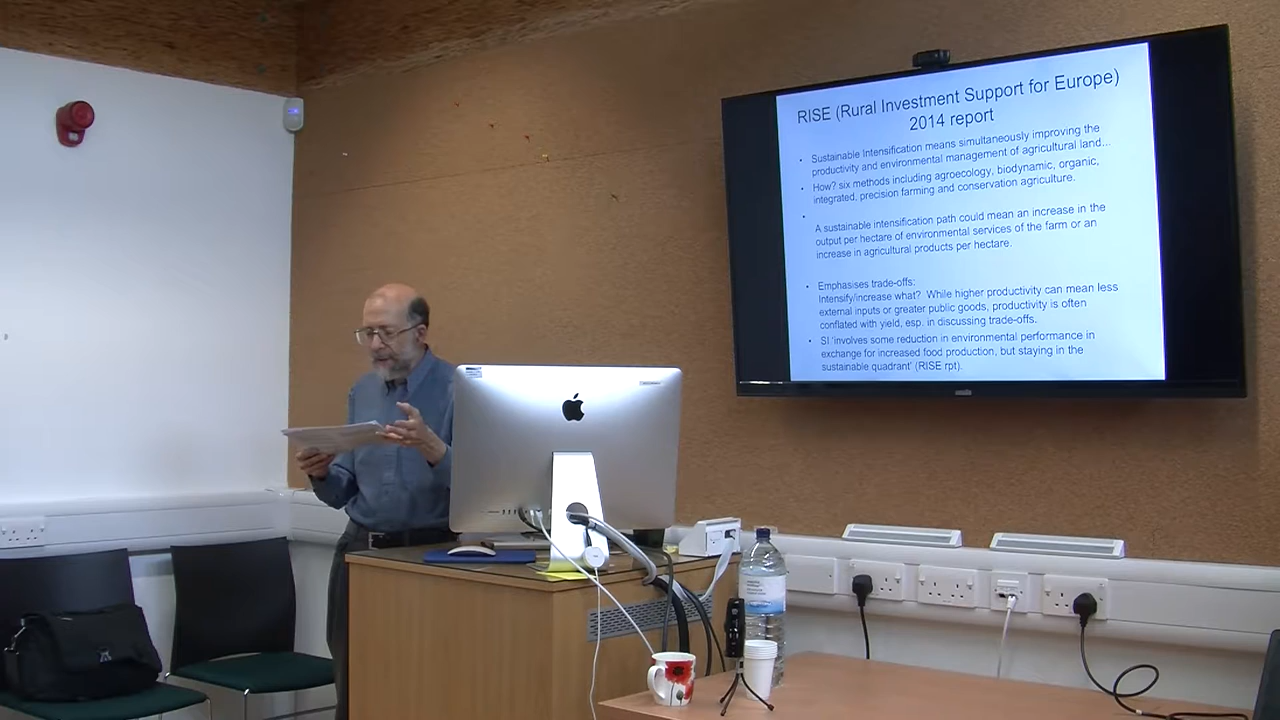 RISE (Rural Investment Support for Europe)
2014 report
• Sustainable Intensification means simultaneously improving the
productivity and environmental management of agricultural land...
• How? six methods including agroecology, biodynamic, organic,
integrated, precision farming and conservation agriculture.
•
A sustainable intensification path could mean an increase in the
output per hectare of environmental services of the farm or an
increase in agricultural products per hectare.
• Emphasises trade-offs:
Intensify/increase what? While higher productivity can mean less
external inputs or greater public goods, productivity is often
conflated with yield, esp. in discussing trade-offs.
• SI 'involves some reduction in environmental performance in
exchange for increased food production, but staying in the
sustainable quadrant' (RISE rpt).